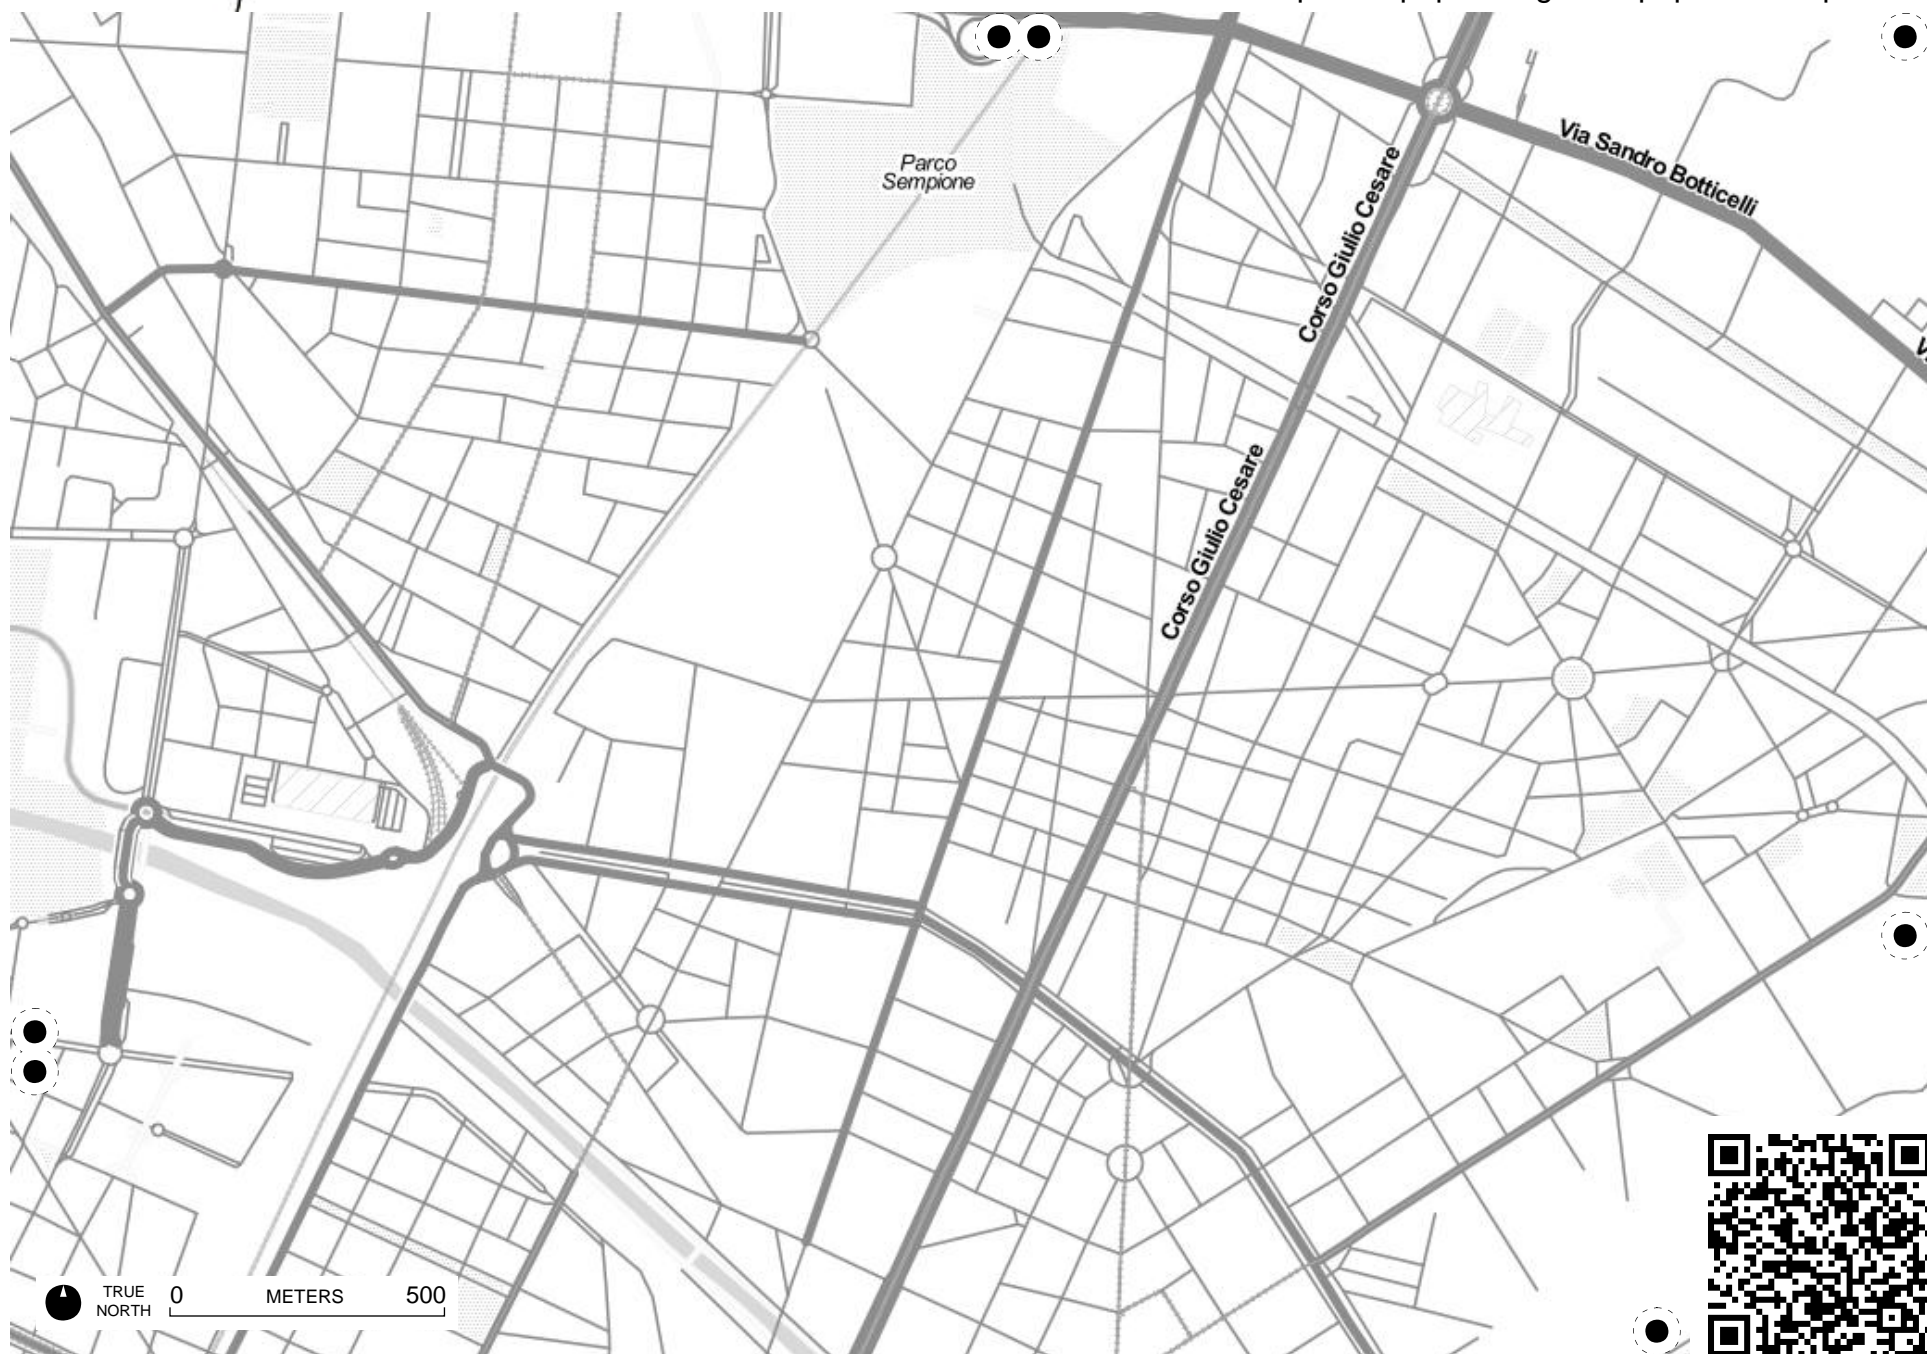 Parco
Sempione
Via Sandro Botticelli
Corso Giulio Cesare
Corso Giulio Cesare
TRUE
NORTH
0 METERS 500